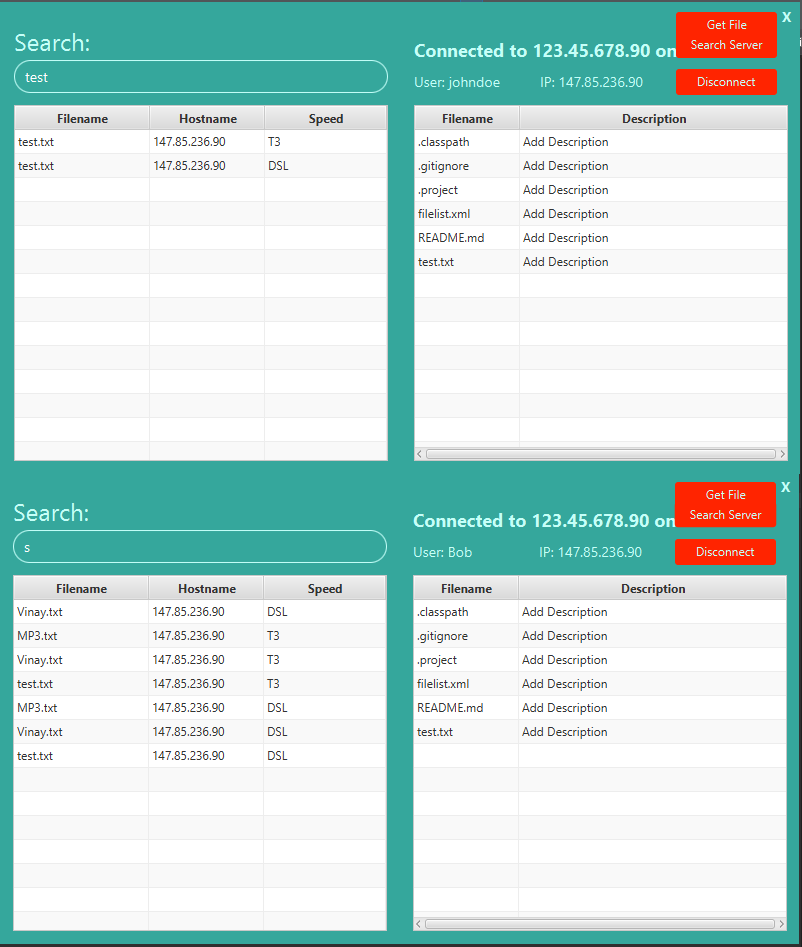 X
Get File
Search Server
Search:
Connected to 123.45.678.90 on
test
User: johndoe IP: 147.85.236.90 Disconnect
Filename Hostname Speed
test.txt 147.85.236.90 T3
test.txt 147.85.236.90 DSL
Filename Description
.classpath Add Description
.gitignore Add Description
.project Add Description
filelist.xml Add Description
README.md Add Description
test.txt Add Description
X
Get File
Search Server
Search:
Connected to 123.45.678.90 on
s
User: Bob IP: 147.85.236.90 Disconnect
Filename Hostname Speed
Vinay.txt 147.85.236.90 DSL
MP3.txt 147.85.236.90 T3
Vinay.txt 147.85.236.90 T3
test.txt 147.85.236.90 T3
MP3.txt 147.85.236.90 DSL
Vinay.txt 147.85.236.90 DSL
test.txt 147.85.236.90 DSL
Filename Description
.classpath Add Description
.gitignore Add Description
.project Add Description
filelist.xml Add Description
README.md Add Description
test.txt Add Description